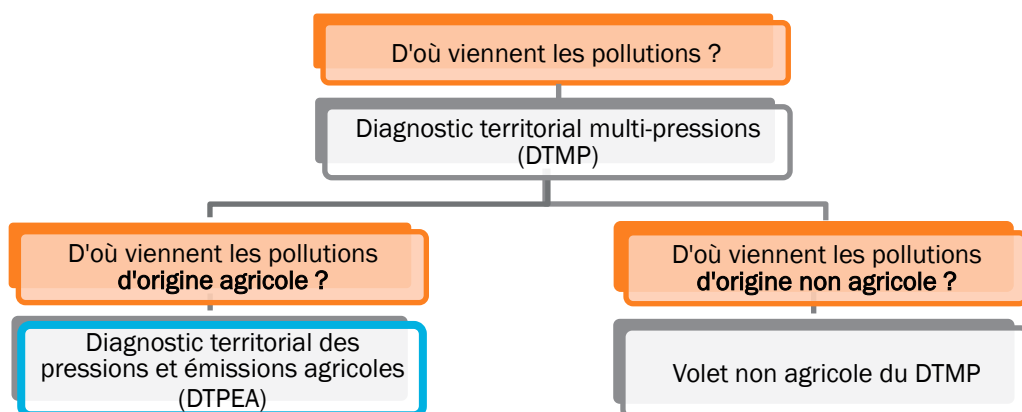 D'où viennent les pollutions ?
Diagnostic territorial multi-pressions
(DTMP)
D'où viennent les pollutions
d'origine agricole ?
D'où viennent les pollutions
d'origine non agricole ?
Diagnostic territorial des
pressions et émissions agricoles
(DTPEA)
Volet non agricole du DTMP